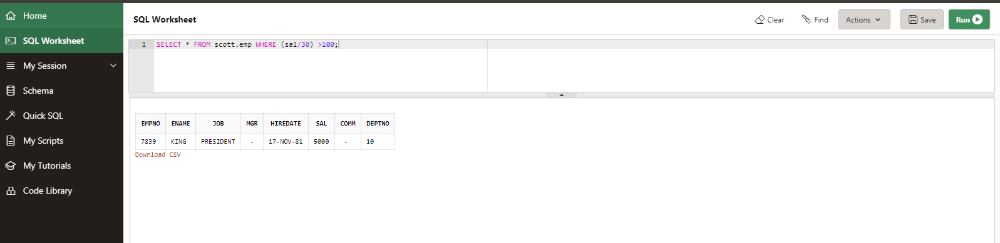 Home
SQL Worksheet
My Session
Schema
Quick SQL
My Scripts
My Tutorials
Code Library
SQL Worksheet
Clear
Find
Actions
Save
Run
1 SELECT * FROM scott.emp WHERE (sal/30) >100;
EMPNO ENAME JOB MGR HIREDATE SAL COMM DEPTNO
7839 KING PRESIDENT - 17-NOV-81 5000 - 10
Download CSV